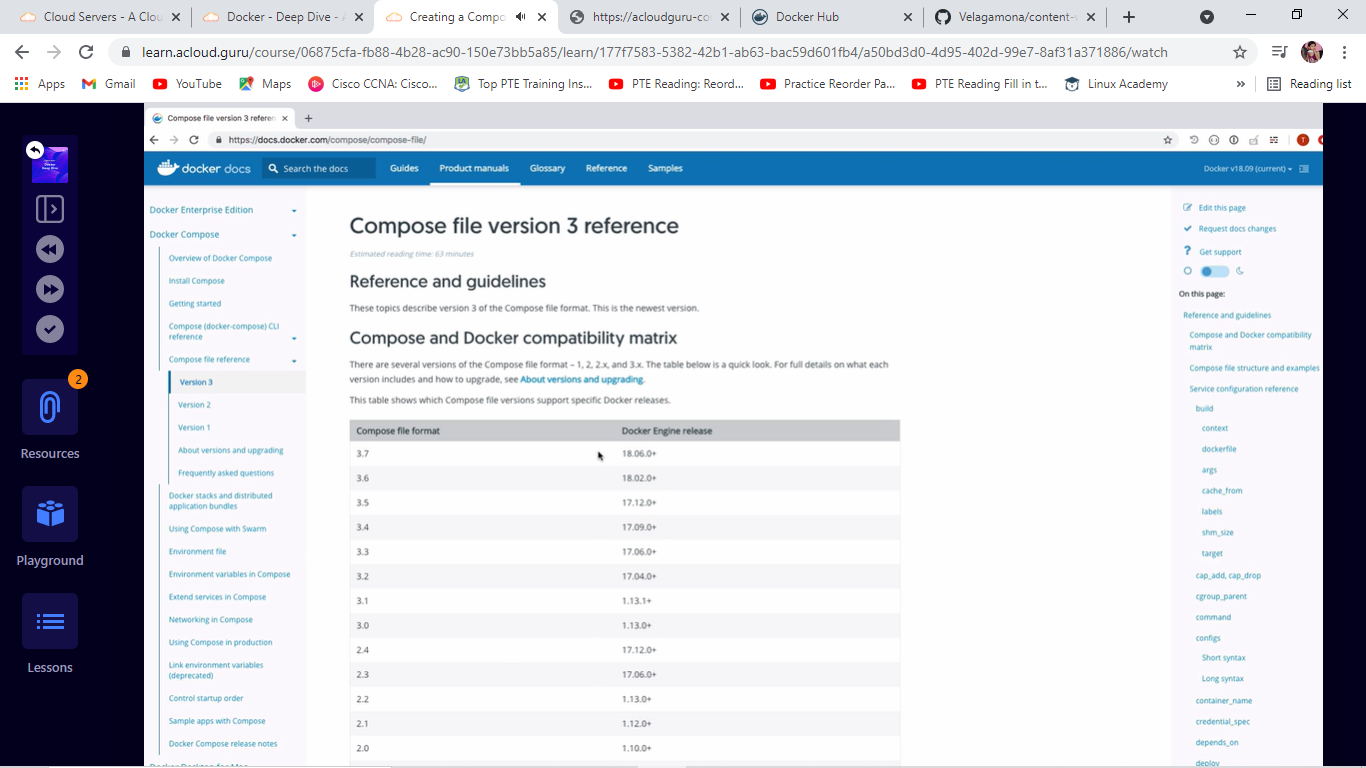 Cloud Servers - A Clou
Docker - Deep Dive - A
Creating a Compo
https://acloudguru-co
Docker Hub
Velagamona/content-
learn.acloud.guru/course/06875cfa-fb88-4b28-ac90-150e73bb5a85/learn/177f7583-5382-42b1-ab63-bac59d601fb4/a50bd3d0-4d95-402d-99e7-8af31a371886/watch
Apps
Gmail
YouTube
Maps
Cisco CCNA: Cisco...
Top PTE Training Ins...
PTE Reading: Reord...
Practice Reorder Pa...
PTE Reading Fill in t...
Linux Academy
»
Reading list
2
Resources
Playground
Lessons
Compose file version 3 referen
https://docs.docker.com/compose/compose-file/
T
docker docs
Search the docs
Guides
Product manuals
Glossary
Reference
Samples
Docker v18.09 (current)
Docker Enterprise Edition
Docker Compose
Overview of Docker Compose
Install Compose
Getting started
Compose (docker-compose) CLI
reference
Compose file reference
Version 3
Version 2
Version 1
About versions and upgrading
Frequently asked questions
Docker stacks and distributed
application bundles
Using Compose with Swarm
Environment file
Environment variables in Compose
Extend services in Compose
Networking in Compose
Using Compose in production
Link environment variables
(deprecated)
Control startup order
Sample apps with Compose
Docker Compose release notes
Docker Desktop for Mac
Compose file version 3 reference
Estimated reading time: 63 minutes
Reference and guidelines
These topics describe version 3 of the Compose file format. This is the newest version.
Compose and Docker compatibility matrix
There are several versions of the Compose file format – 1, 2, 2.x, and 3.x. The table below is a quick look. For full details on what each
version includes and how to upgrade, see About versions and upgrading.
This table shows which Compose file versions support specific Docker releases.
Compose file format Docker Engine release
3.7 18.06.0+
3.6 18.02.0+
3.5 17.12.0+
3.4 17.09.0+
3.3 17.06.0+
3.2 17.04.0+
3.1 1.13.1+
3.0 1.13.0+
2.4 17.12.0+
2.3 17.06.0+
2.2 1.13.0+
2.1 1.12.0+
2.0 1.10.0+
Edit this page
Request docs changes
Get support
On this page:
Reference and guidelines
Compose and Docker compatibility
matrix
Compose file structure and examples
Service configuration reference
build
context
dockerfile
args
cache_from
labels
shm_size
target
cap_add, cap_drop
cgroup_parent
command
configs
Short syntax
Long syntax
container_name
credential_spec
depends_on
deploy